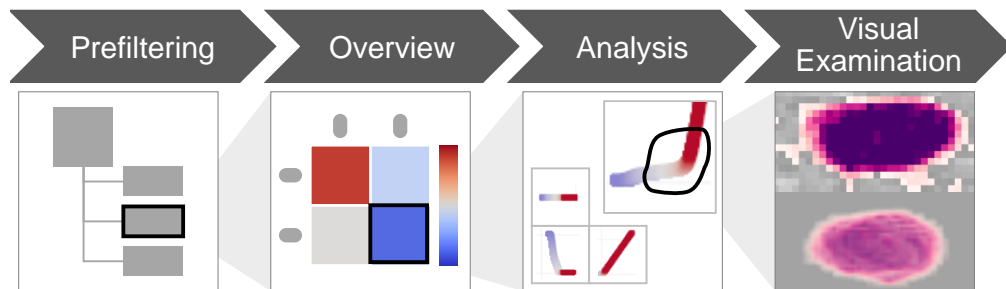 Prefiltering
Overview
Analysis
Visual
Examination